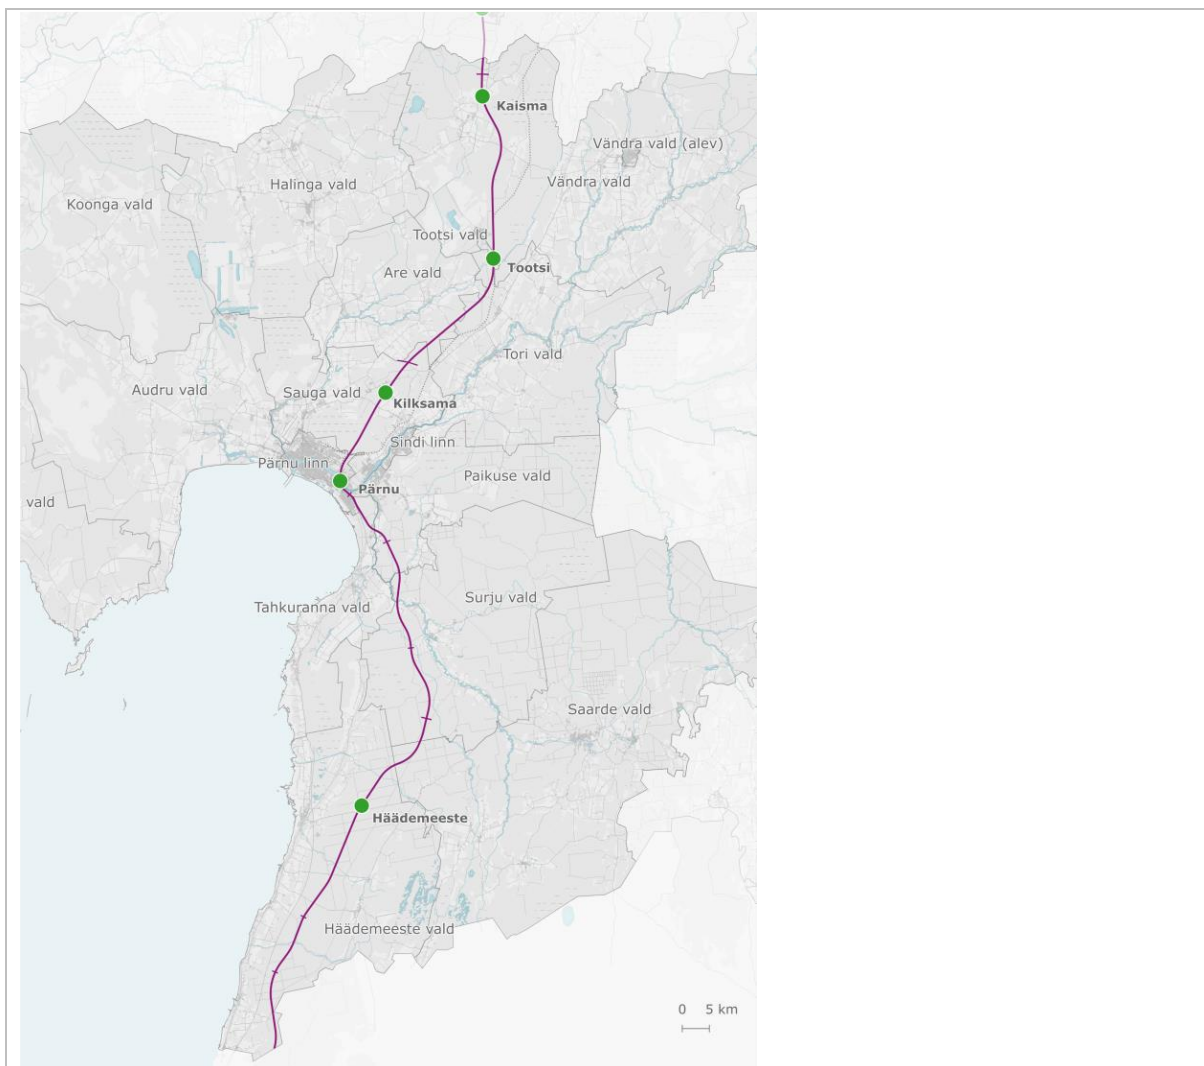 Kaisma
Vändra vald (alev)
Vändra vald
Halinga vald
Koonga vald
Tootsi vald
Tootsi
Are vald
Tori vald
Audru vald
Sauga vald
Kilksama
Sindi linn
Pärnu linn
Paikuse vald
Pärnu
vald
Surju vald
Tahkuranna vald
Saarde vald
Häädemeeste
Häädemeeste vald
0 5 km